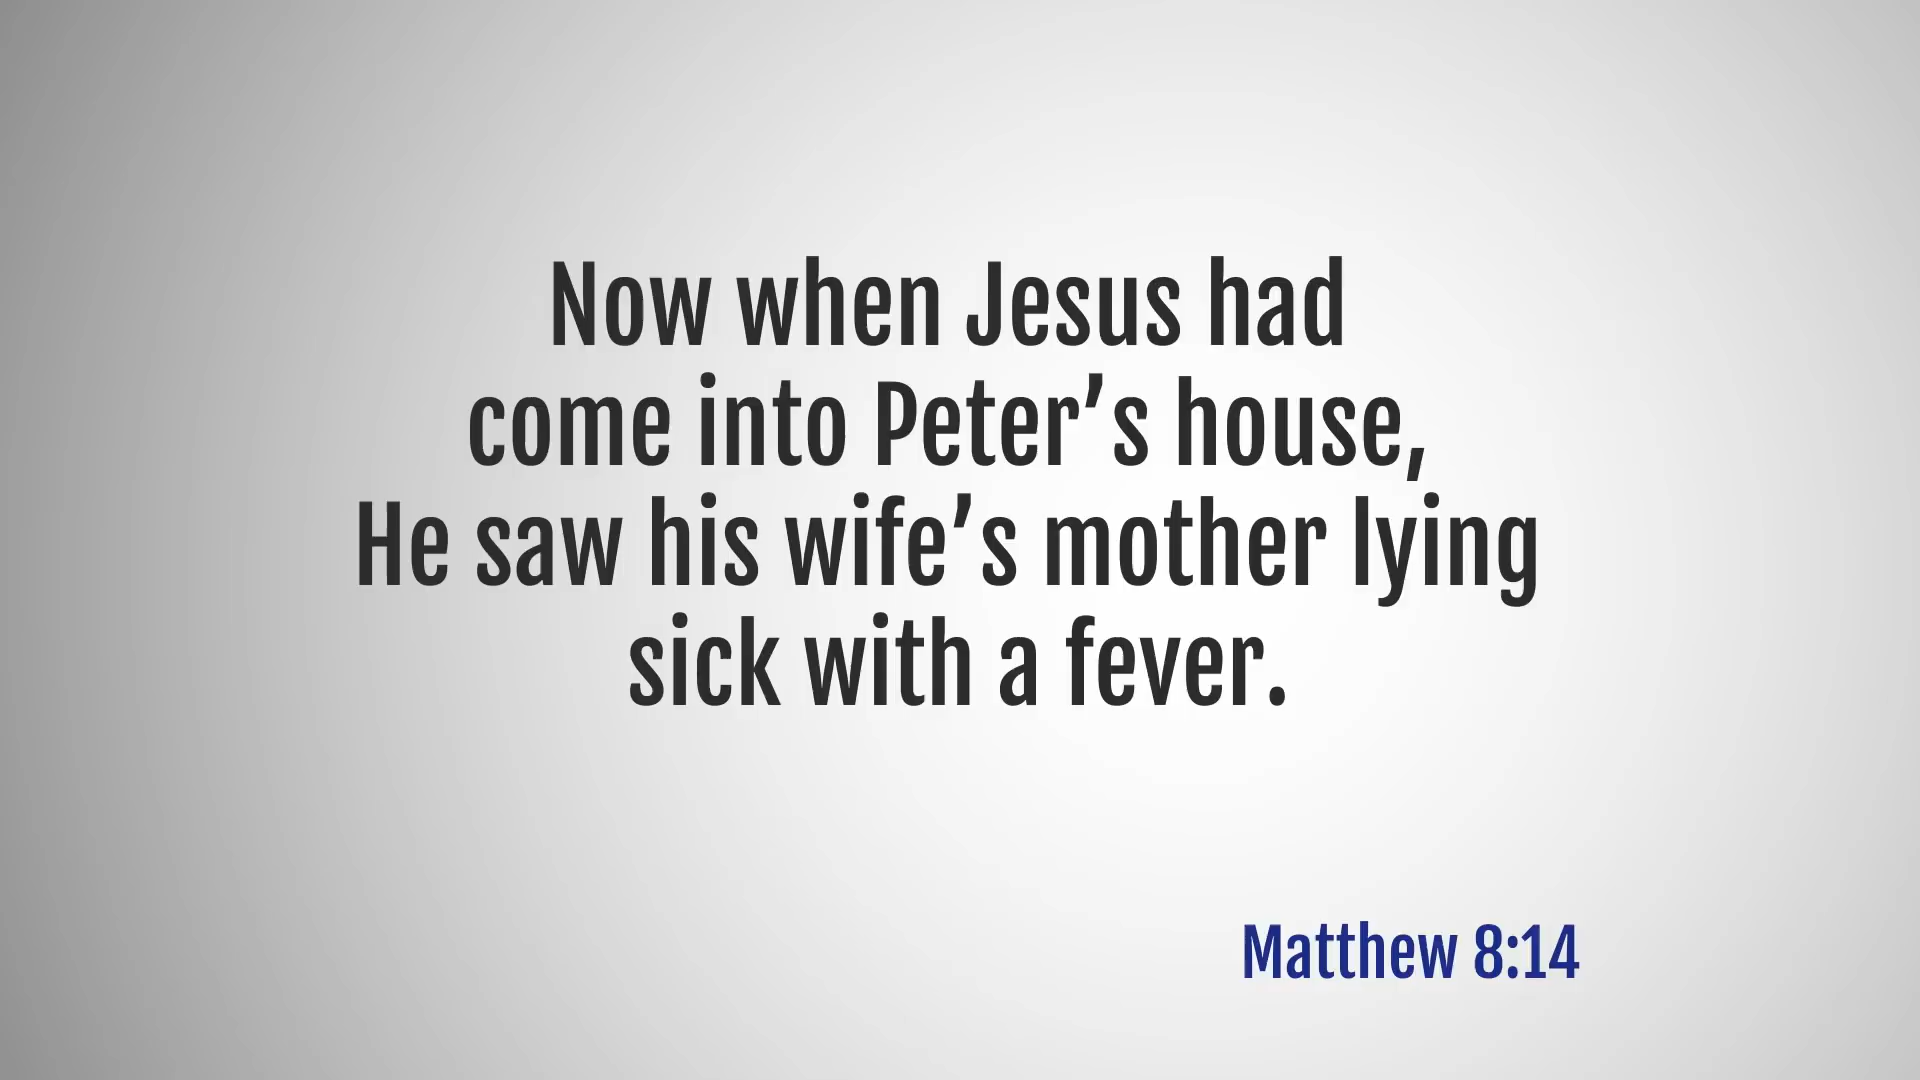 Now when Jesus had
come into Peter’s house,
He saw his wife’s mother lying
sick with a fever.
Matthew 8:14